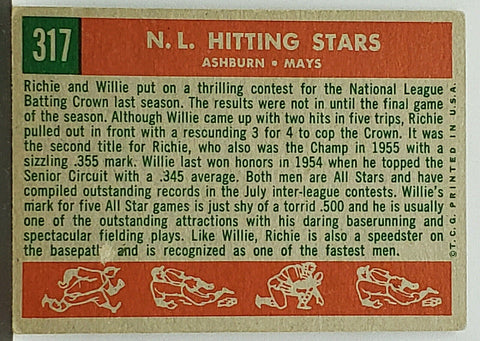 317
N. L. HITTING STARS
ASHBURN • MAYS
Richie and Willie put on a thrilling contest for the National League
Batting Crown last season. The results were not in until the final game
of the season. Although Willie came up with two hits in five trips, Richie
pulled out in front with a rescunding 3 for 4 to cop the Crown. It was
the second title for Richie, who also was the Champ in 1955 with a
sizzling .355 mark. Willie last won honors in 1954 when he topped the
Senior Circuit with a .345 average. Both men are All Stars and have
compiled outstanding records in the July inter-league contests. Willie's
mark for five All Star games is just shy of a torrid .500 and he is usually
one of the outstanding attractions with his daring baserunning and
spectacular fielding plays. Like Willie, Richie is also a speedster on
the basepath and is recognized as one of the fastest men.
© T. C. G. PRINTED IN U.S.A.